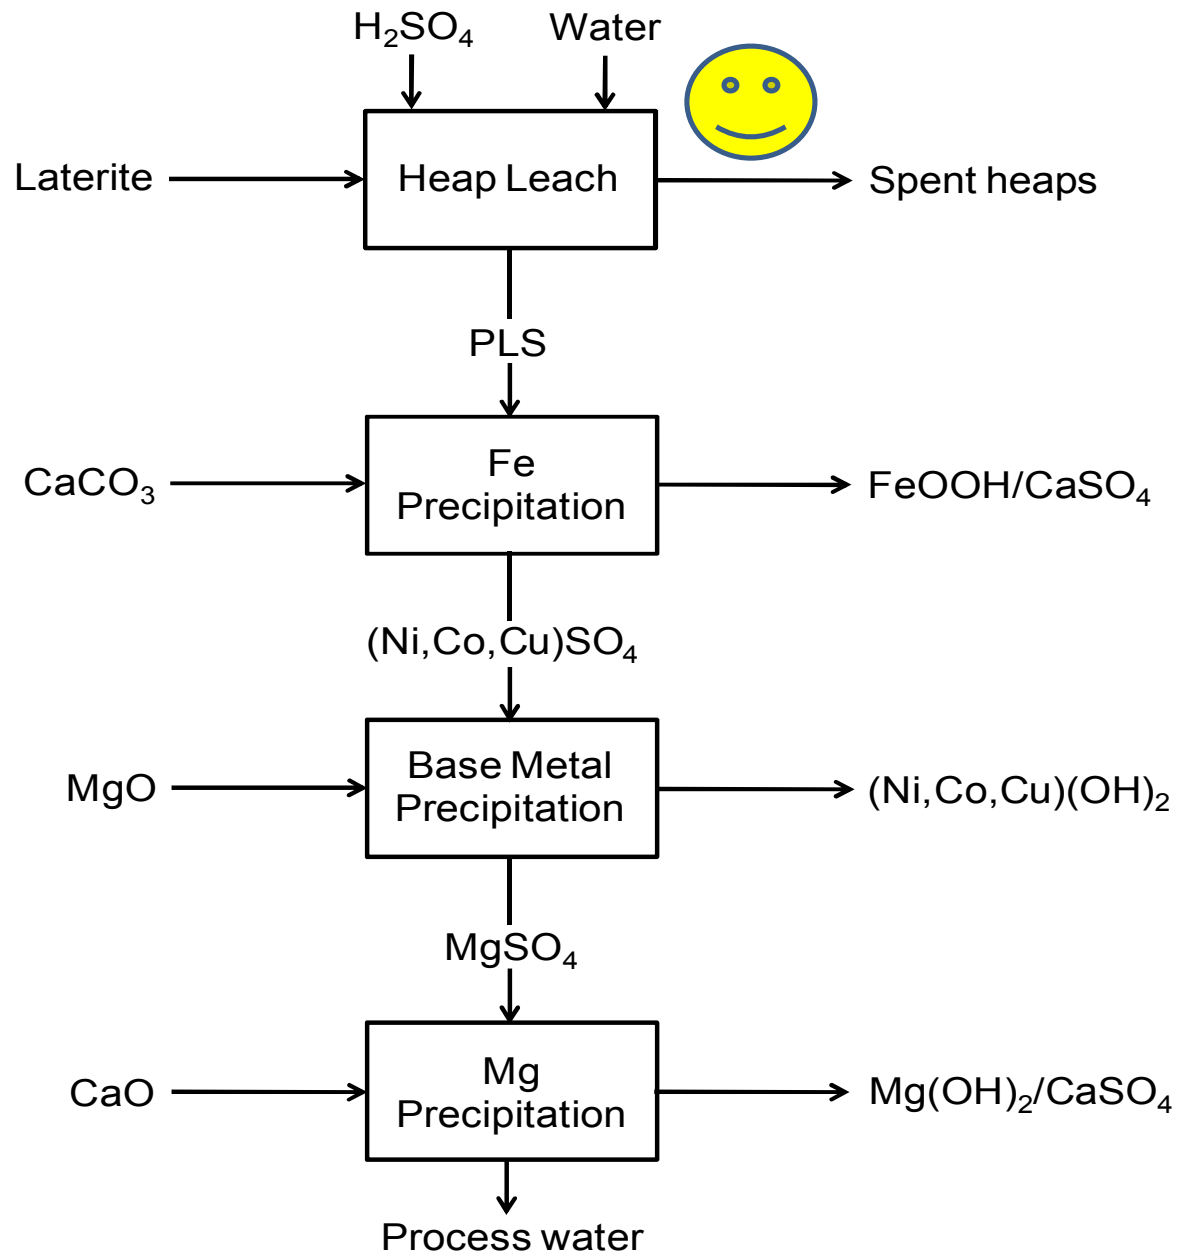 H₂SO₄ Water
Laterite Heap Leach Spent heaps
PLS
CaCO₃ Fe Precipitation FeOOH/CaSO₄
(Ni,Co,Cu)SO₄
MgO Base Metal Precipitation (Ni,Co,Cu)(OH)₂
MgSO₄
CaO Mg Precipitation Mg(OH)₂/CaSO₄
Process water